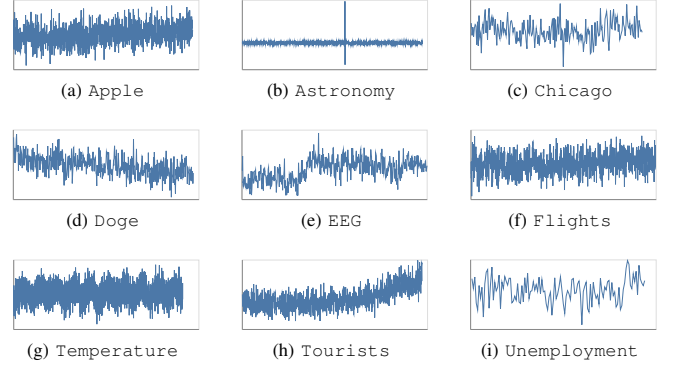 (a) Apple
(b) Astronomy
(c) Chicago
(d) Doge
(e) EEG
(f) Flights
(g) Temperature
(h) Tourists
(i) Unemployment